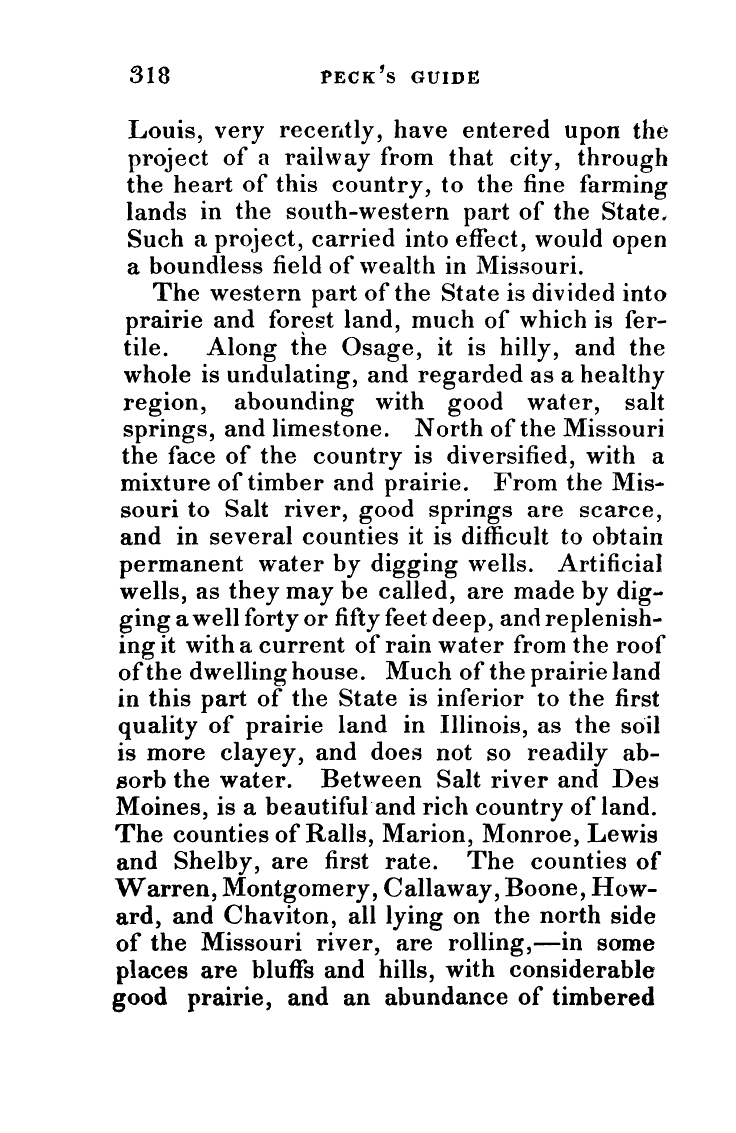 318 PECK'S GUIDE
Louis, very recently, have entered upon the
project of a railway from that city, through
the heart of this country, to the fine farming
lands in the south-western part of the State.
Such a project, carried into effect, would open
a boundless field of wealth in Missouri.
The western part of the State is divided into
prairie and forest land, much of which is fer-
tile. Along the Osage, it is hilly, and the
whole is undulating, and regarded as a healthy
region, abounding with good water, salt
springs, and limestone. North of the Missouri
the face of the country is diversified, with a
mixture of timber and prairie. From the Mis-
souri to Salt river, good springs are scarce,
and in several counties it is difficult to obtain
permanent water by digging wells. Artificial
wells, as they may be called, are made by dig-
ging a well forty or fifty feet deep, and replenish-
ing it with a current of rain water from the roof
of the dwelling house. Much of the prairie land
in this part of the State is inferior to the first
quality of prairie land in Illinois, as the soil
is more clayey, and does not so readily ab-
sorb the water. Between Salt river and Des
Moines, is a beautiful and rich country of land.
The counties of Ralls, Marion, Monroe, Lewis
and Shelby, are first rate. The counties of
Warren, Montgomery, Callaway, Boone, How-
ard, and Chaviton, all lying on the north side
of the Missouri river, are rolling,—in some
places are bluffs and hills, with considerable
good prairie, and an abundance of timbered